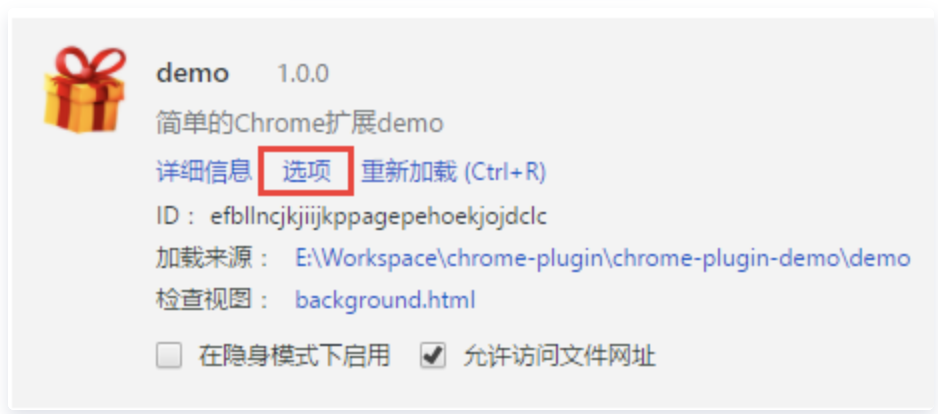 demo 1.0.0
简单的Chrome扩展demo
详细信息 选项 重新加载 (Ctrl+R)
ID： efbllncjkjiijkppagepehoekjojdclc
加载来源： E:\Workspace\chrome-plugin\chrome-plugin-demo\demo
检查视图： background.html
在隐身模式下启用 允许访问文件网址